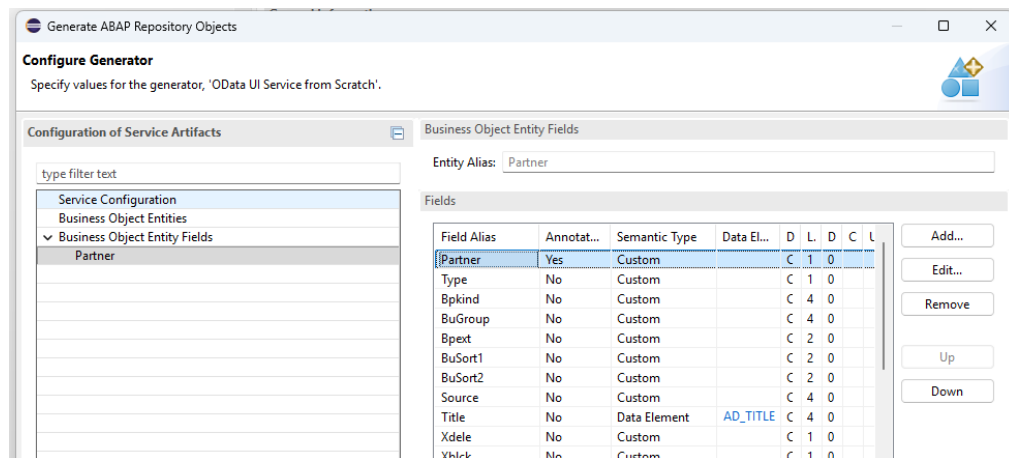 Generate ABAP Repository Objects
Configure Generator
Specify values for the generator, 'OData UI Service from Scratch'.
Configuration of Service Artifacts
type filter text
Service Configuration
Business Object Entities
Business Object Entity Fields
Partner
Business Object Entity Fields
Entity Alias: Partner
Fields
Field Alias Annotat... Semantic Type Data El... D L. D C U
Partner Yes Custom C 1 0
Type No Custom C 1 0
Bpkind No Custom C 4 0
BuGroup No Custom C 4 0
Bpext No Custom C 2 0
BuSort1 No Custom C 2 0
BuSort2 No Custom C 2 0
Source No Custom C 4 0
Title No Data Element AD_TITLE C 4 0
Xdele No Custom C 1 0
Xblck No Custom C 1 0
Add...
Edit...
Remove
Up
Down